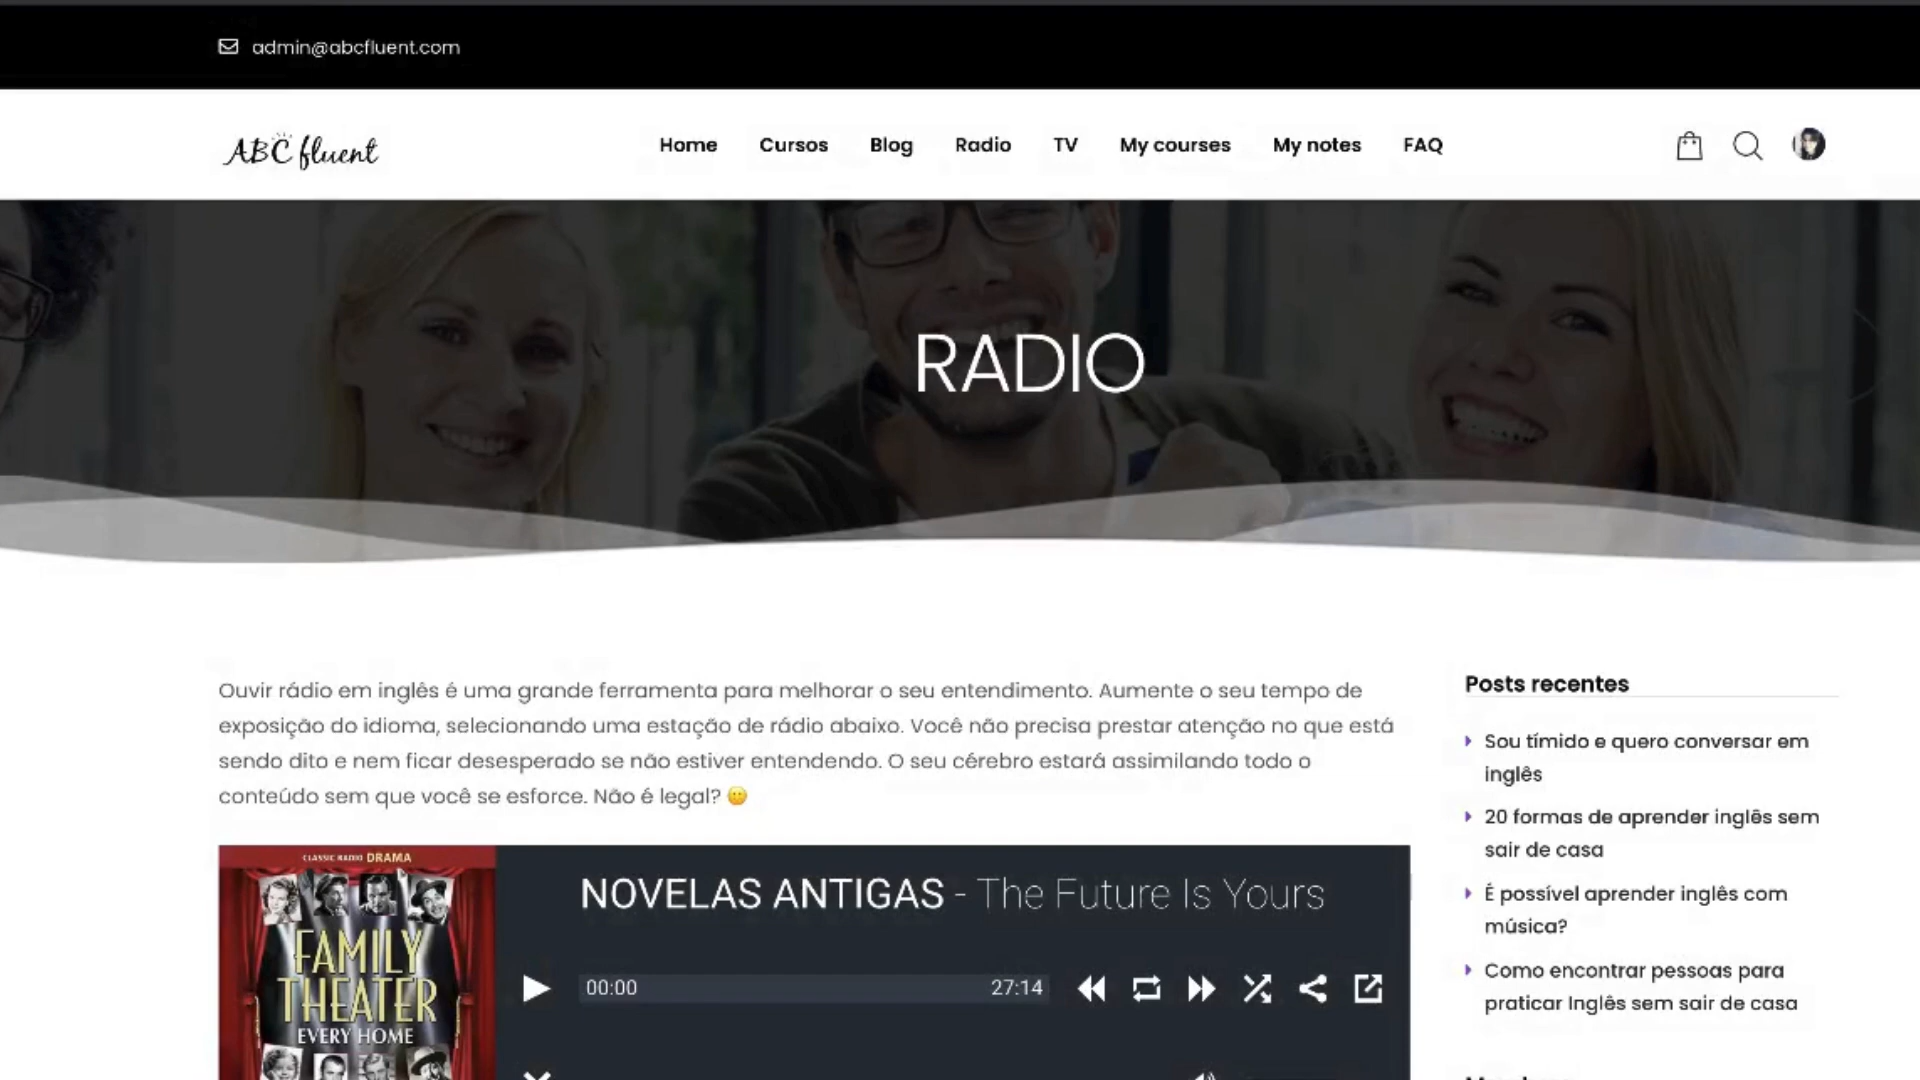 admin@abcfluent.com
ABC fluent
Home Cursos Blog Radio TV My courses My notes FAQ
RADIO
Ouvir rádio em inglês é uma grande ferramenta para melhorar o seu entendimento. Aumente o seu tempo de
exposição do idioma, selecionando uma estação de rádio abaixo. Você não precisa prestar atenção no que está
sendo dito e nem ficar desesperado se não estiver entendendo. O seu cérebro estará assimilando todo o
conteúdo sem que você se esforce. Não é legal? 🙂
CLASSIC RADIO DRAMA
FAMILY
THEATER
EVERY HOME
NOVELAS ANTIGAS - The Future Is Yours
00:00 27:14
Posts recentes
Sou tímido e quero conversar em
inglês
20 formas de aprender inglês sem
sair de casa
É possível aprender inglês com
música?
Como encontrar pessoas para
praticar Inglês sem sair de casa